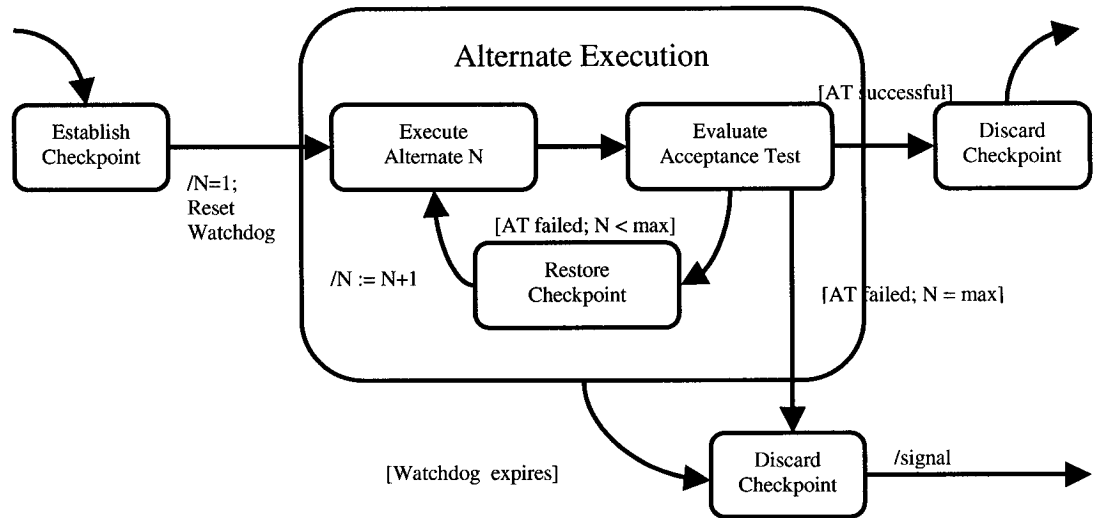 Alternate Execution
[AT successful]
Establish
Checkpoint
Execute
Alternate N
Evaluate
Acceptance Test
Discard
Checkpoint
/N=1;
Reset
Watchdog
[AT failed; N < max]
/N := N+1
Restore
Checkpoint
[AT failed; N = max]
[Watchdog expires]
Discard
Checkpoint
/signal